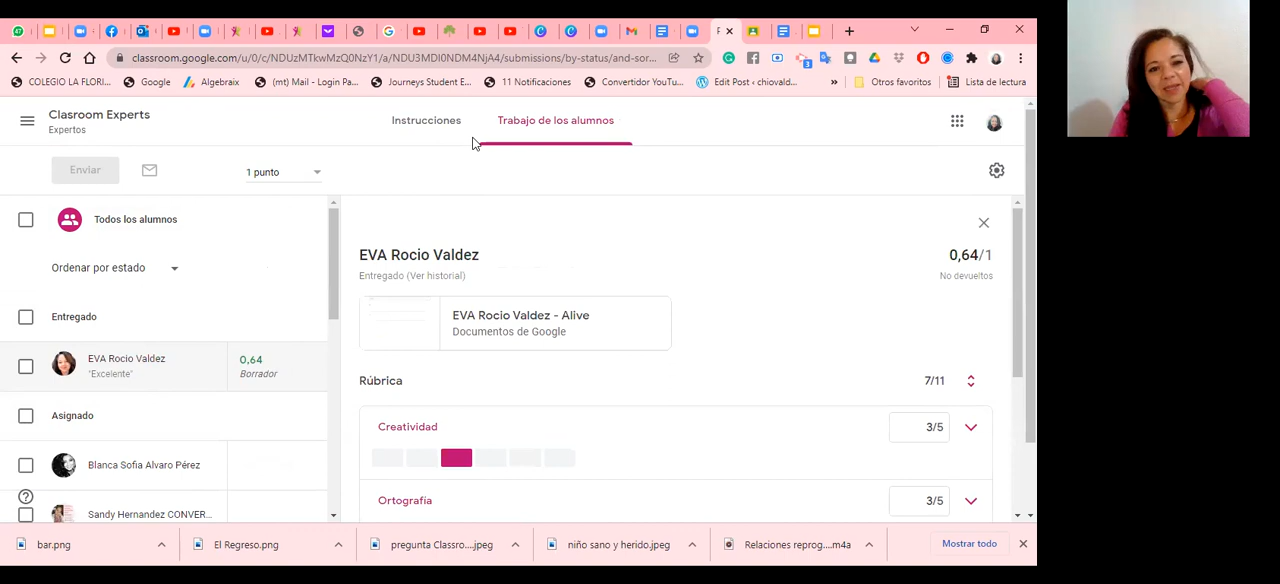 classroom.google.com/u/0/c/NDUzMTkwMzQ0NzY1/a/NDU3MDI0NDM4NjA4/submissions/by-status/and-sor...
COLEGIO LA FLORI...
Google
Algebraix
(mt) Mail - Login Pa...
Journeys Student E...
11 Notificaciones
Convertidor YouTu...
Edit Post ‹ chiovald...
»
Otros favoritos
Lista de lectura
Clasroom Experts
Expertos
Instrucciones
Trabajo de los alumnos
Enviar
1 punto
Todos los alumnos
Ordenar por estado
Entregado
EVA Rocio Valdez
"Excelente"
0,64
Borrador
Asignado
Blanca Sofia Alvaro Pérez
Sandy Hernandez CONVER...
EVA Rocio Valdez
0,64/1
Entregado (Ver historial)
No devueltos
EVA Rocio Valdez - Alive
Documentos de Google
Rúbrica
7/11
Creatividad
3/5
Ortografía
3/5
bar.png
El Regreso.png
pregunta Classro....jpeg
niño sano y herido.jpeg
Relaciones reprog....m4a
Mostrar todo